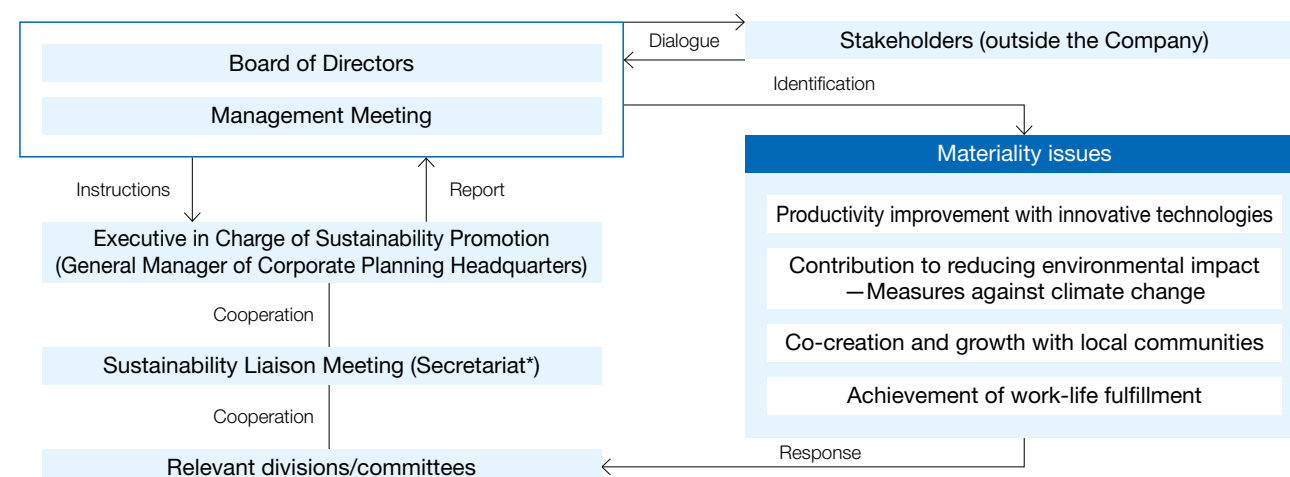 Board of Directors
Management Meeting
Dialogue
Stakeholders (outside the Company)
Identification
Instructions
Report
Executive in Charge of Sustainability Promotion
(General Manager of Corporate Planning Headquarters)
Cooperation
Sustainability Liaison Meeting (Secretariat*)
Cooperation
Relevant divisions/committees
Materiality issues
Productivity improvement with innovative technologies
Contribution to reducing environmental impact
—Measures against climate change
Co-creation and growth with local communities
Achievement of work-life fulfillment
Response